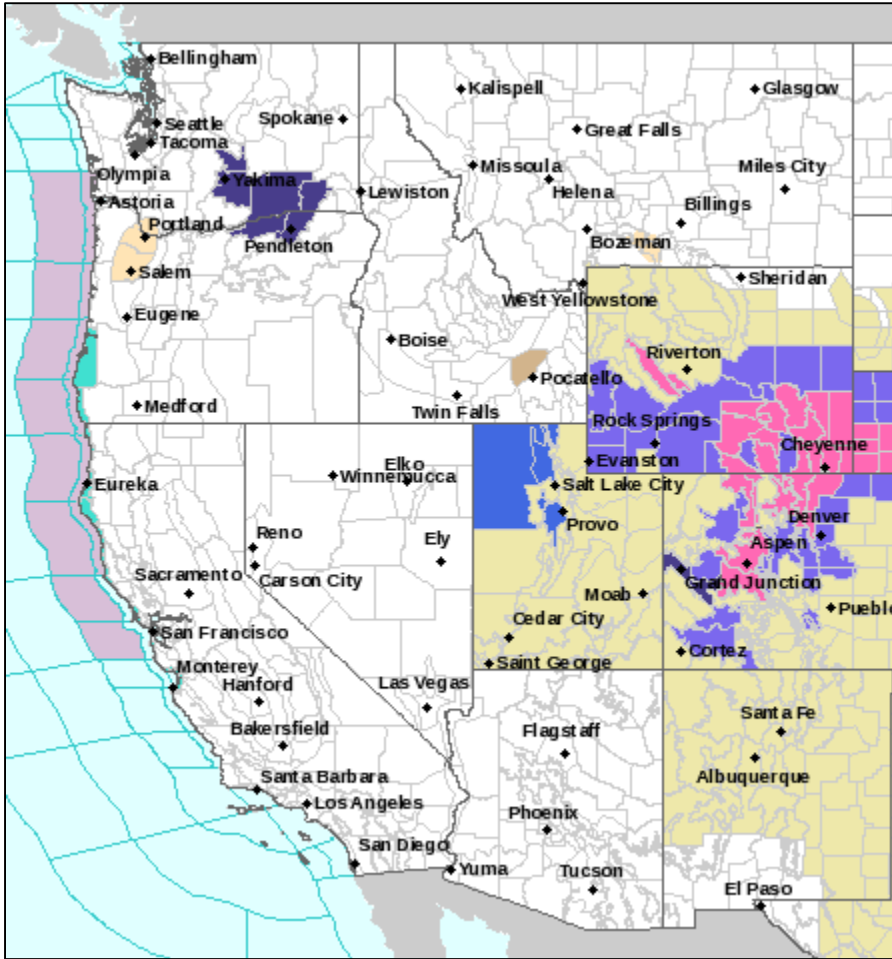 Bellingham
Kalispell
Glasgow
Seattle
Spokane
Tacoma
Great Falls
Olympia
Missoula
Miles City
Yakima
Helena
Lewiston
Astoria
Billings
Portland
Bozeman
Pendleton
Salem
Sheridan
West Yellowstone
Eugene
Boise
Riverton
Pocatello
Medford
Twin Falls
Rock Springs
Cheyenne
Elko
Evanston
Eureka
Winnemucca
Salt Lake City
Provo
Denver
Reno
Ely
Aspen
Sacramento
Carson City
Grand Junction
Moab
Pueblo
Cedar City
San Francisco
Cortez
Monterey
Saint George
Hanford
Las Vegas
Santa Fe
Bakersfield
Flagstaff
Albuquerque
Santa Barbara
Los Angeles
Phoenix
San Diego
Yuma
Tucson
El Paso